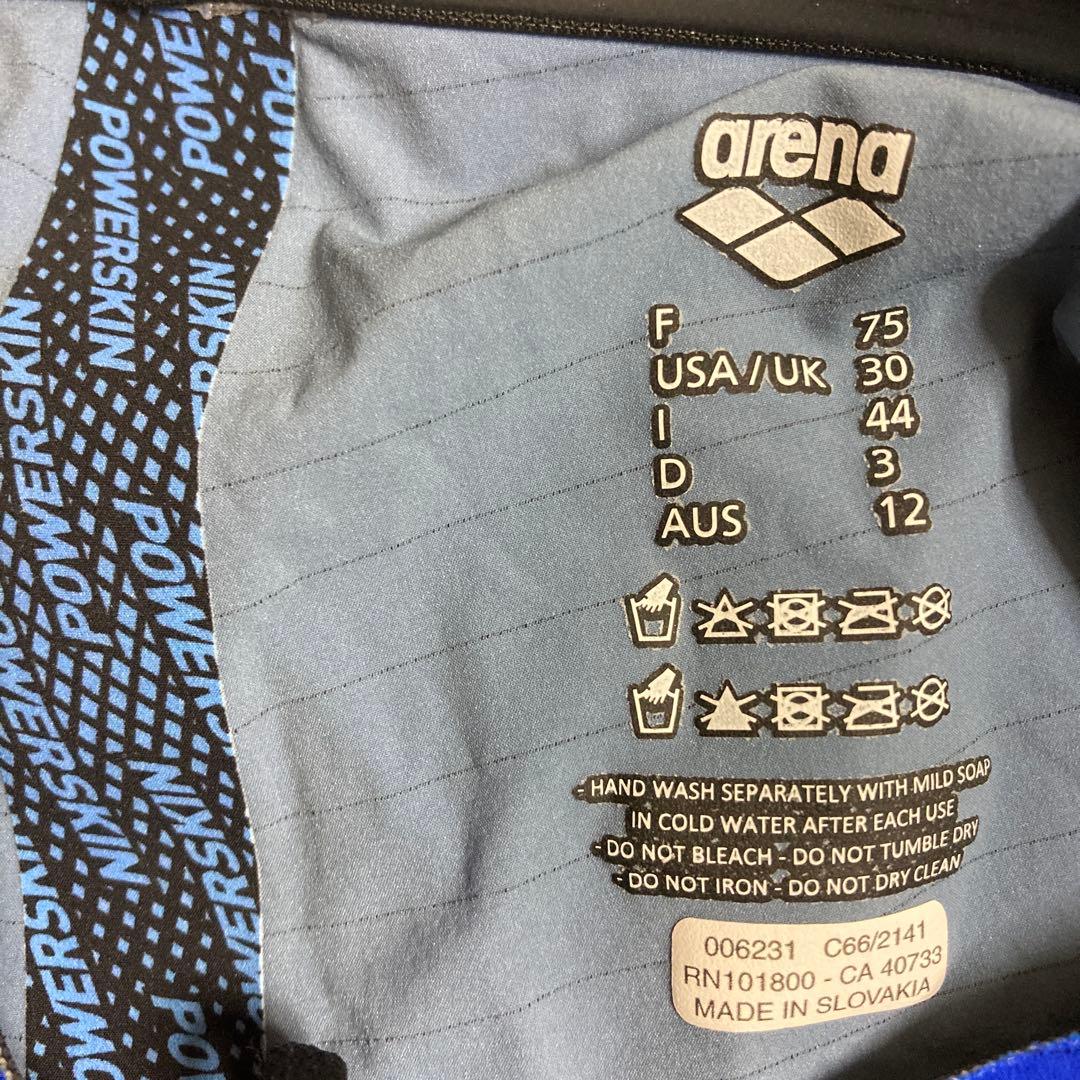 POWERSKIN
POWERSKIN
POWERSKIN
POWERSKIN
arena
F 75
USA/UK 30
I 44
D 3
AUS 12
- HAND WASH SEPARATELY WITH MILD SOAP
IN COLD WATER AFTER EACH USE
- DO NOT BLEACH - DO NOT TUMBLE DRY
- DO NOT IRON - DO NOT DRY CLEAN
006231 C66/2141
RN101800 - CA 40733
MADE IN SLOVAKIA